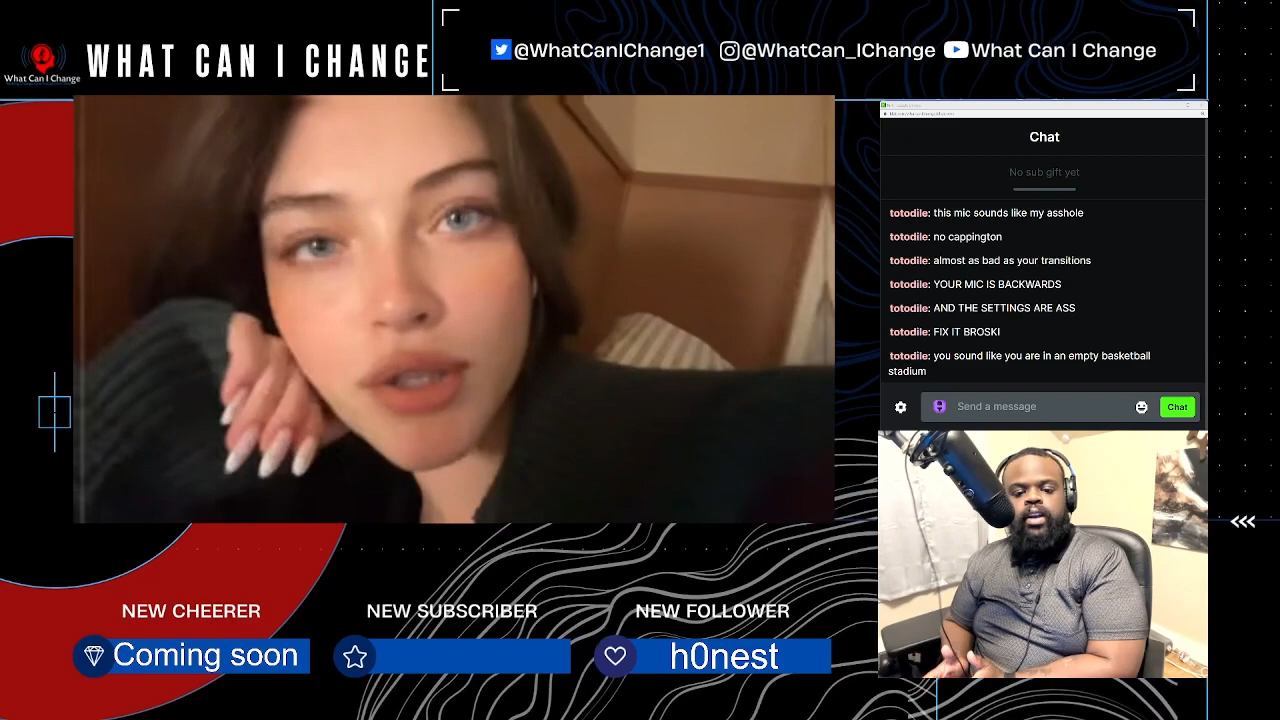 What Can I Change
WHAT CAN I CHANGE
@WhatCanIChange1 @WhatCan_IChange What Can I Change
Chat
No sub gift yet
totodile: this mic sounds like my asshole
totodile: no cappington
totodile: almost as bad as your transitions
totodile: YOUR MIC IS BACKWARDS
totodile: AND THE SETTINGS ARE ASS
totodile: FIX IT BROSKI
totodile: you sound like you are in an empty basketball
stadium
Send a message
Chat
NEW CHEERER
Coming soon
NEW SUBSCRIBER
NEW FOLLOWER
h0nest